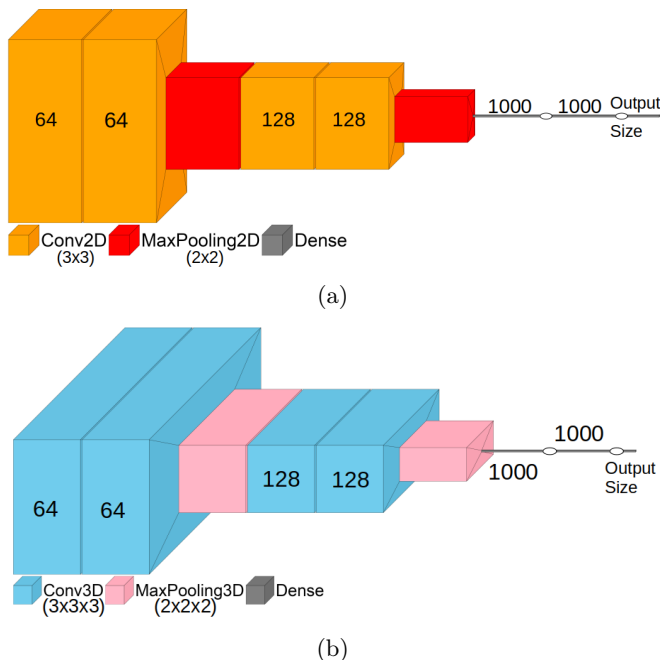 64 64 128 128 1000 1000 Output
Size
Conv2D MaxPooling2D Dense
(3x3) (2x2)
(a)
64 64 128 128 1000 1000 Output
Size
Conv3D MaxPooling3D Dense
(3x3x3) (2x2x2)
(b)